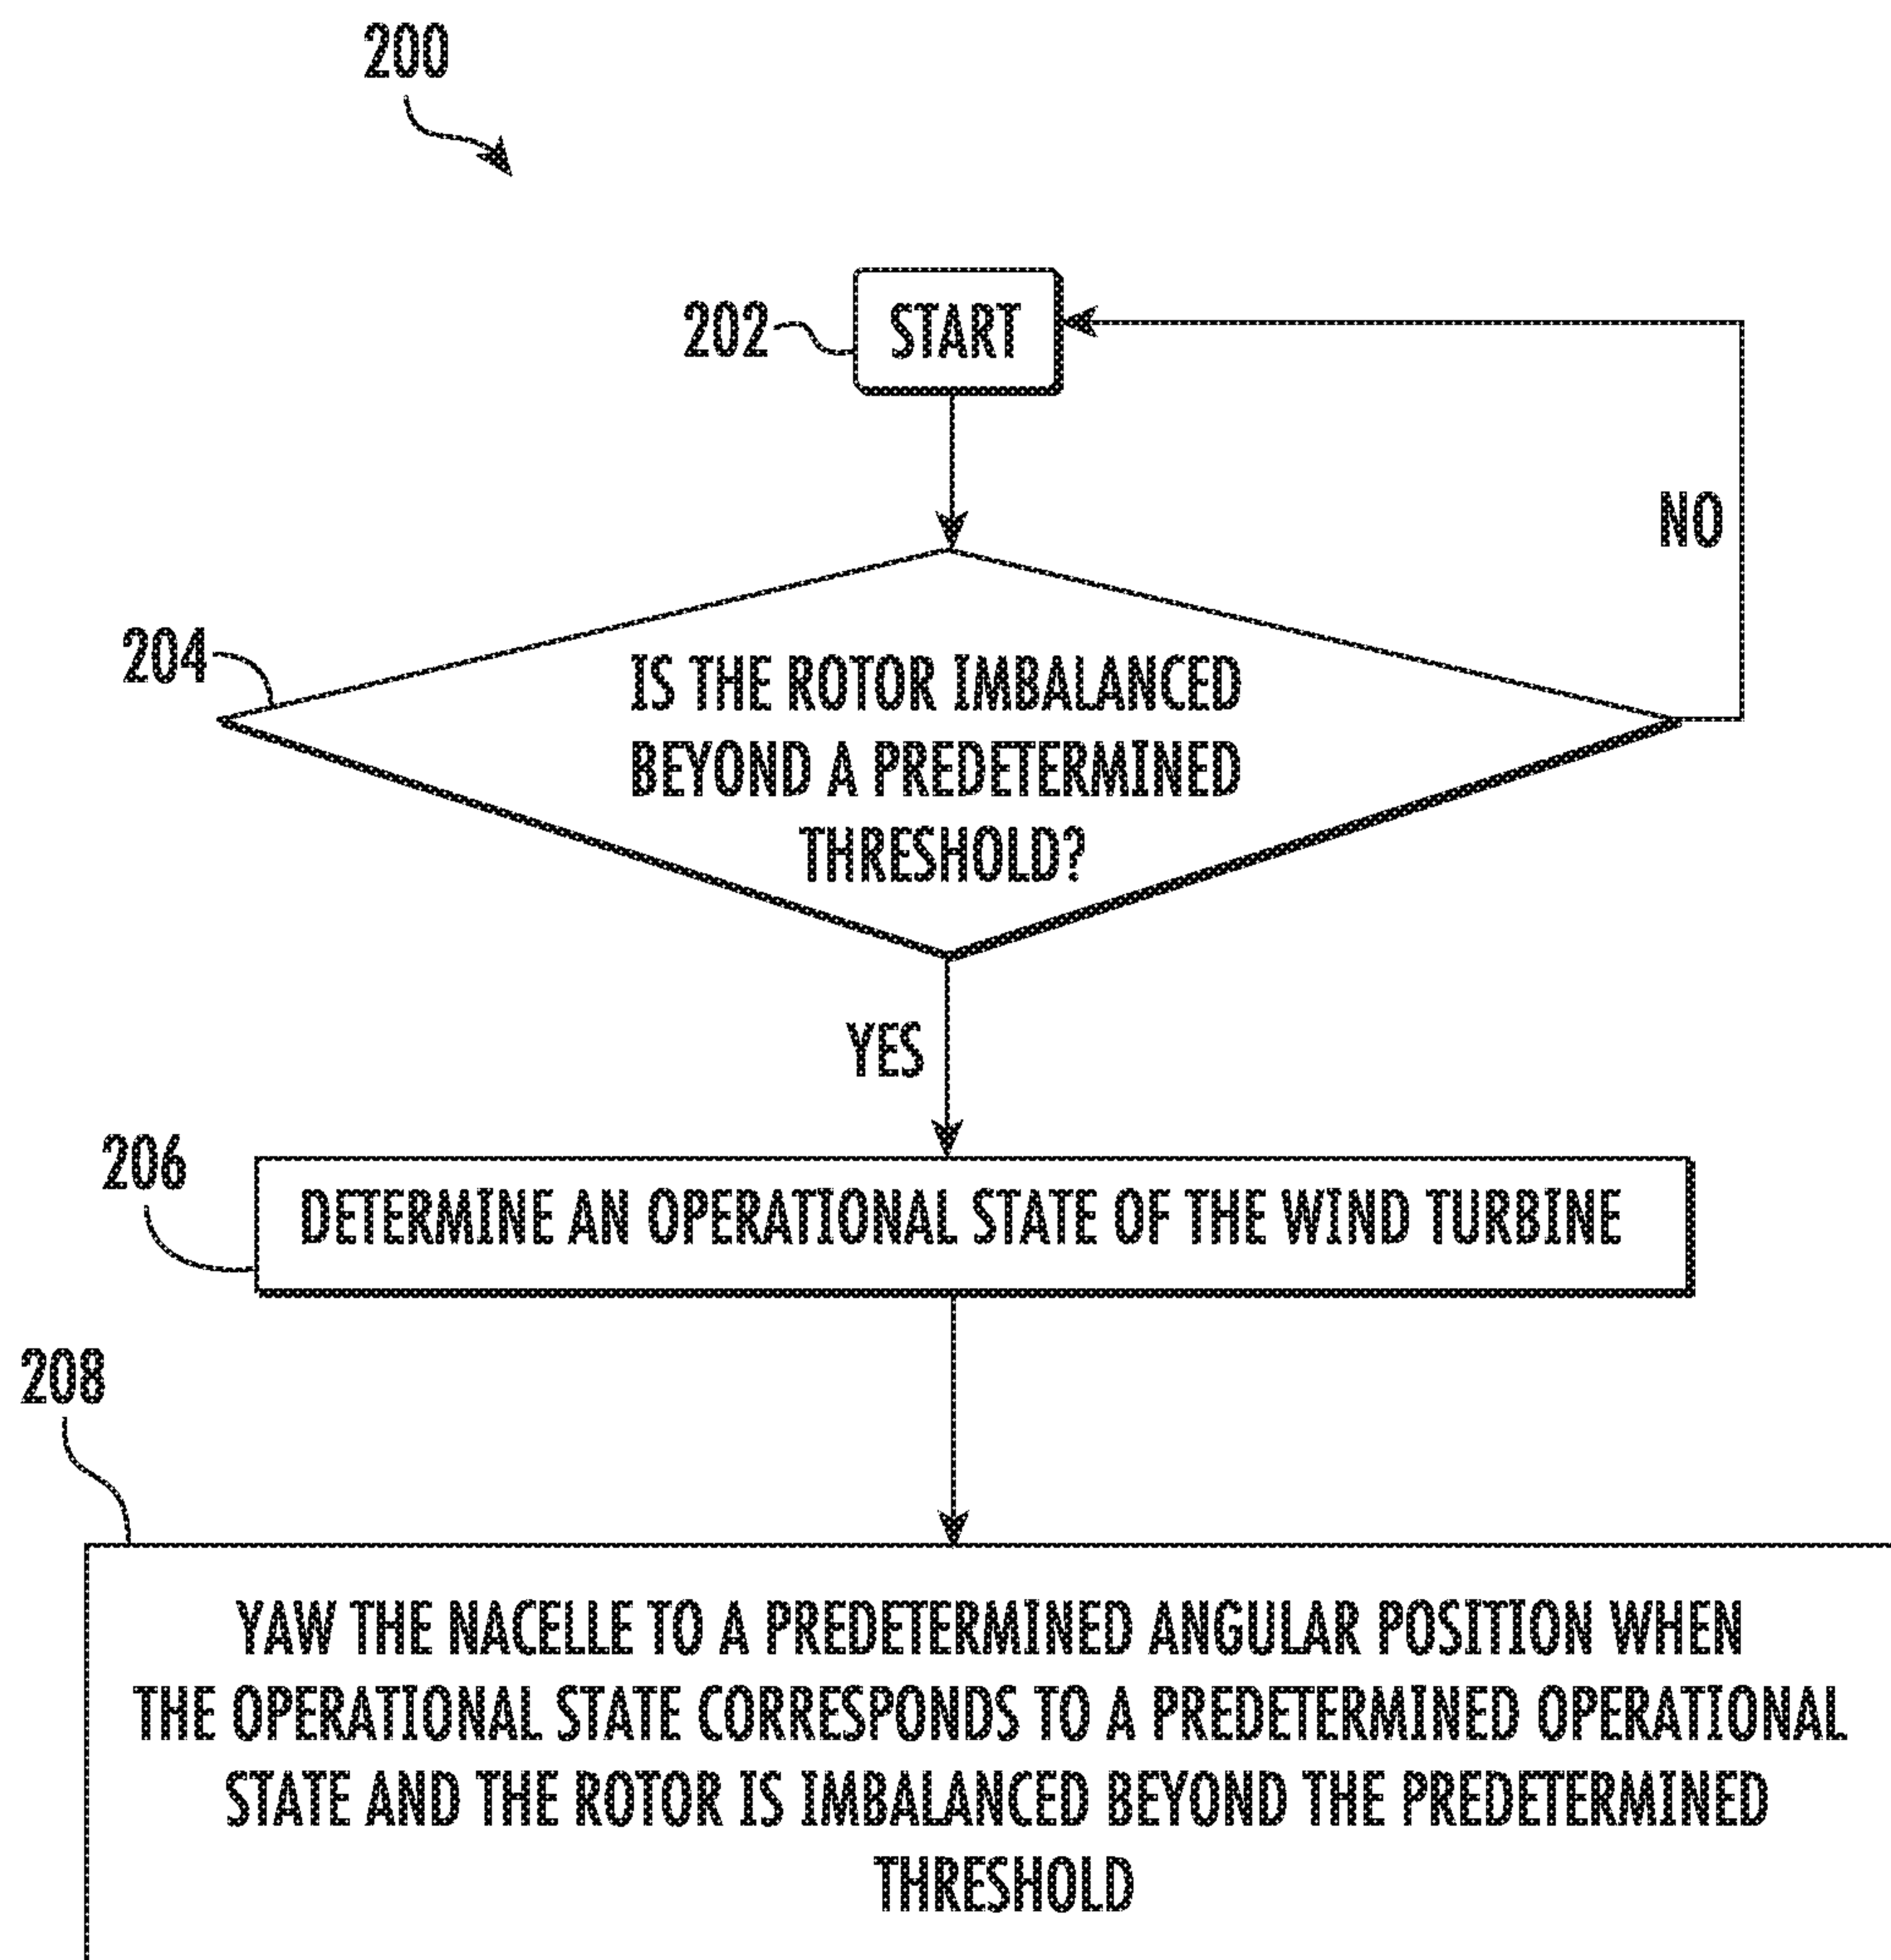 200
202
START
NO
204
IS THE ROTOR IMBALANCED
BEYOND A PREDETERMINED
THRESHOLD?
YES
206
DETERMINE AN OPERATIONAL STATE OF THE WIND TURBINE
208
YAW THE NACELLE TO A PREDETERMINED ANGULAR POSITION WHEN
THE OPERATIONAL STATE CORRESPONDS TO A PREDETERMINED OPERATIONAL
STATE AND THE ROTOR IS IMBALANCED BEYOND THE PREDETERMINED
THRESHOLD